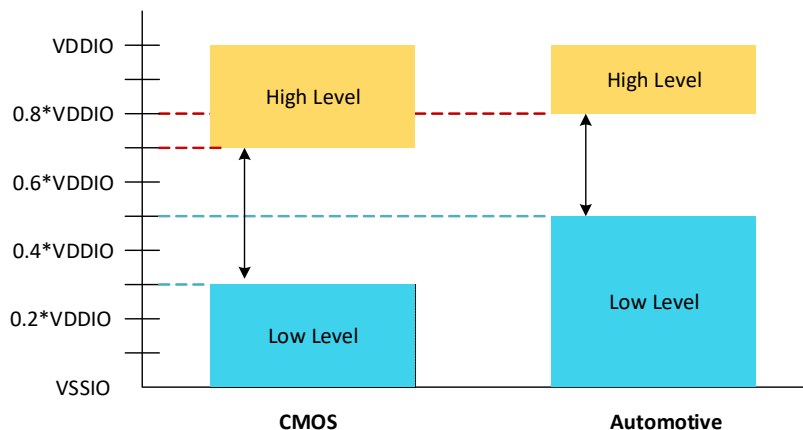 VDDIO
High Level
High Level
0.8*VDDIO
0.6*VDDIO
0.4*VDDIO
Low Level
0.2*VDDIO
Low Level
VSSIO
CMOS
Automotive